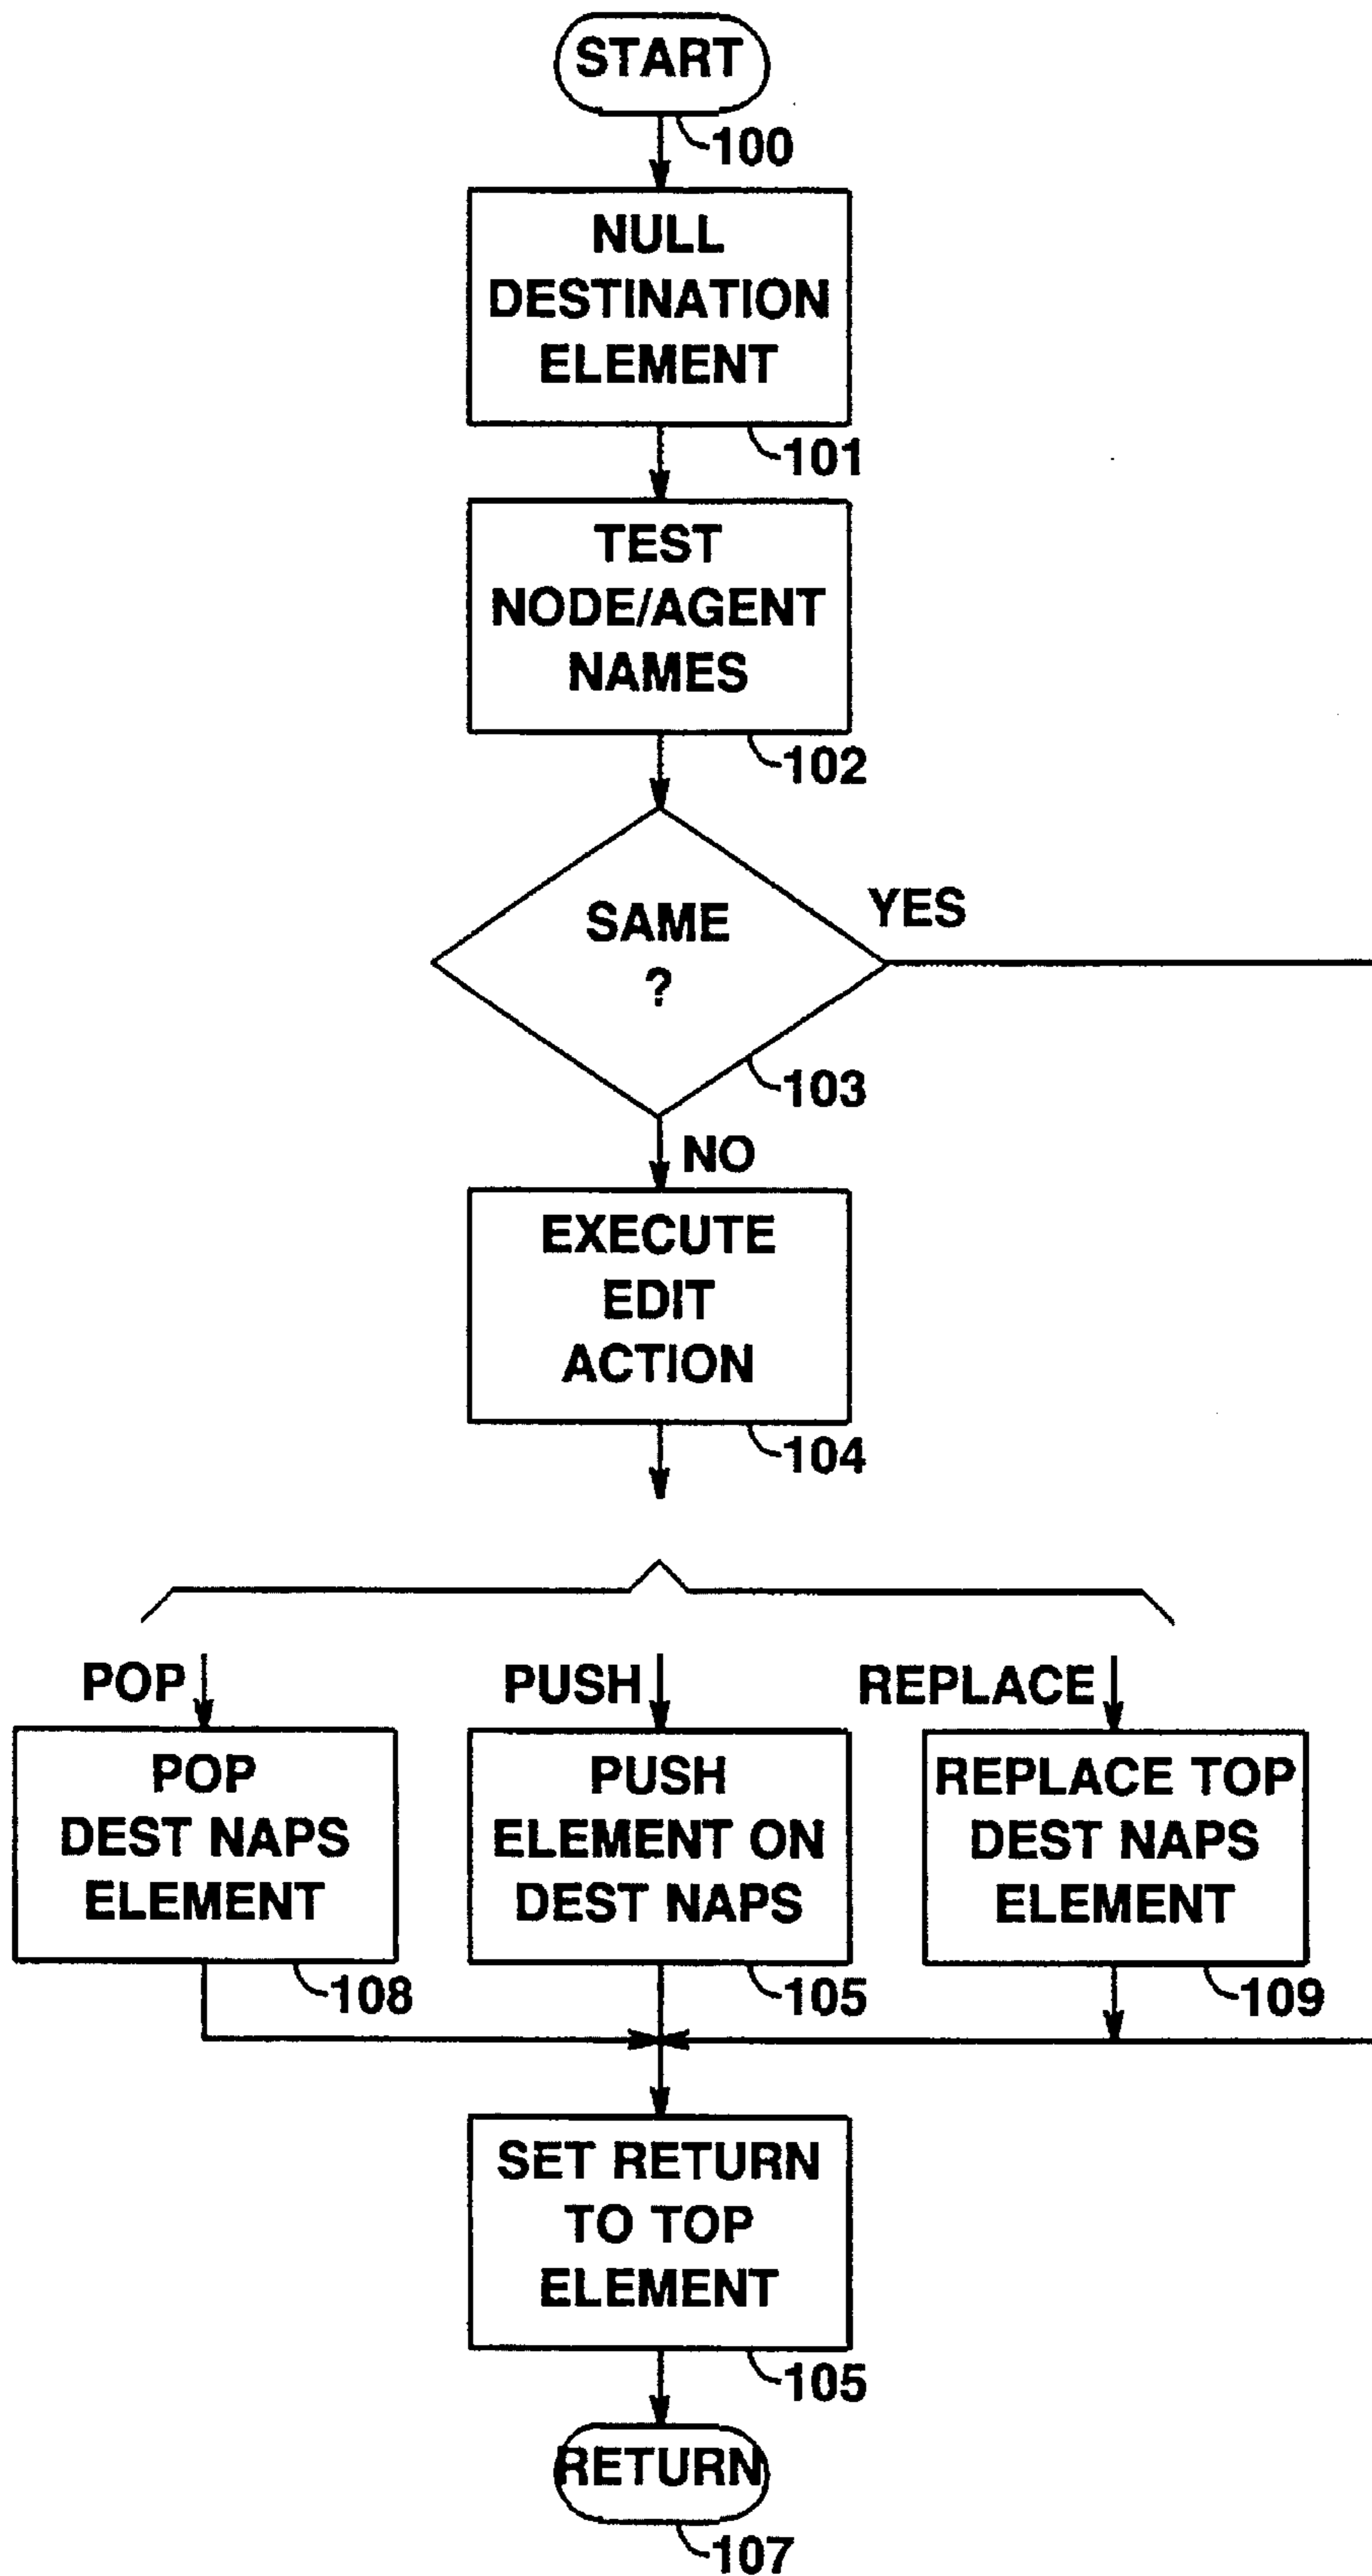 START
100
NULL
DESTINATION
ELEMENT
101
TEST
NODE/AGENT
NAMES
102
SAME
?
YES
103
NO
EXECUTE
EDIT
ACTION
104
POP
PUSH
REPLACE
POP
DEST NAPS
ELEMENT
108
PUSH
ELEMENT ON
DEST NAPS
105
REPLACE TOP
DEST NAPS
ELEMENT
109
SET RETURN
TO TOP
ELEMENT
105
RETURN
107